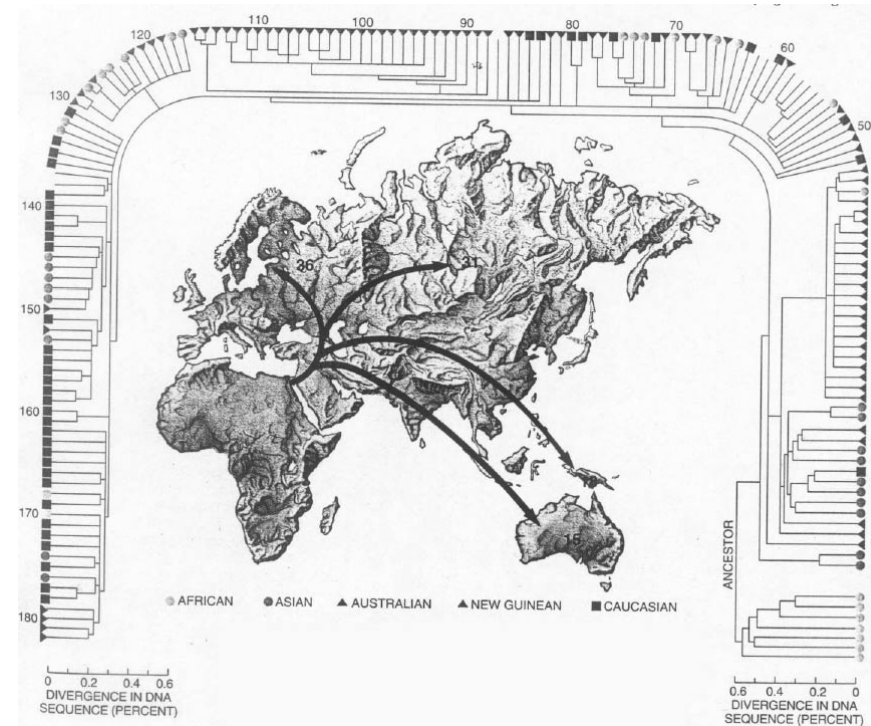 110 100 90 80 70
120 60
130 50
140
36 31
150
160
170 15
ANCESTOR
AFRICAN ASIAN AUSTRALIAN NEW GUINEAN CAUCASIAN
180
0 0.2 0.4 0.6
DIVERGENCE IN DNA
SEQUENCE (PERCENT)
0.6 0.4 0.2 0
DIVERGENCE IN DNA
SEQUENCE (PERCENT)